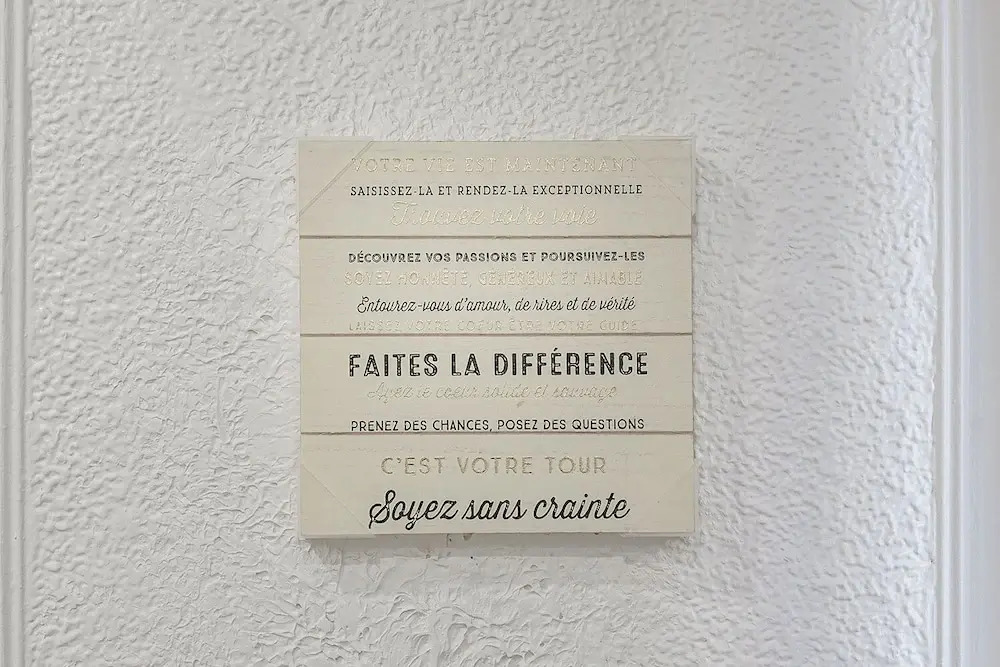 VOTRE VIE EST MAINTENANT
SAISISSEZ-LA ET RENDEZ-LA EXCEPTIONNELLE
Trouvez votre voie
DÉCOUVREZ VOS PASSIONS ET POURSUIVEZ-LES
SOYEZ HONNÊTE, GÉNÉREUX ET AIMABLE
Entourez-vous d'amour, de rires et de vérité
LAISSEZ VOTRE COEUR ÊTRE VOTRE GUIDE
FAITES LA DIFFÉRENCE
Ayez le coeur solide et sauvage
PRENEZ DES CHANCES, POSEZ DES QUESTIONS
C'EST VOTRE TOUR
Soyez sans crainte